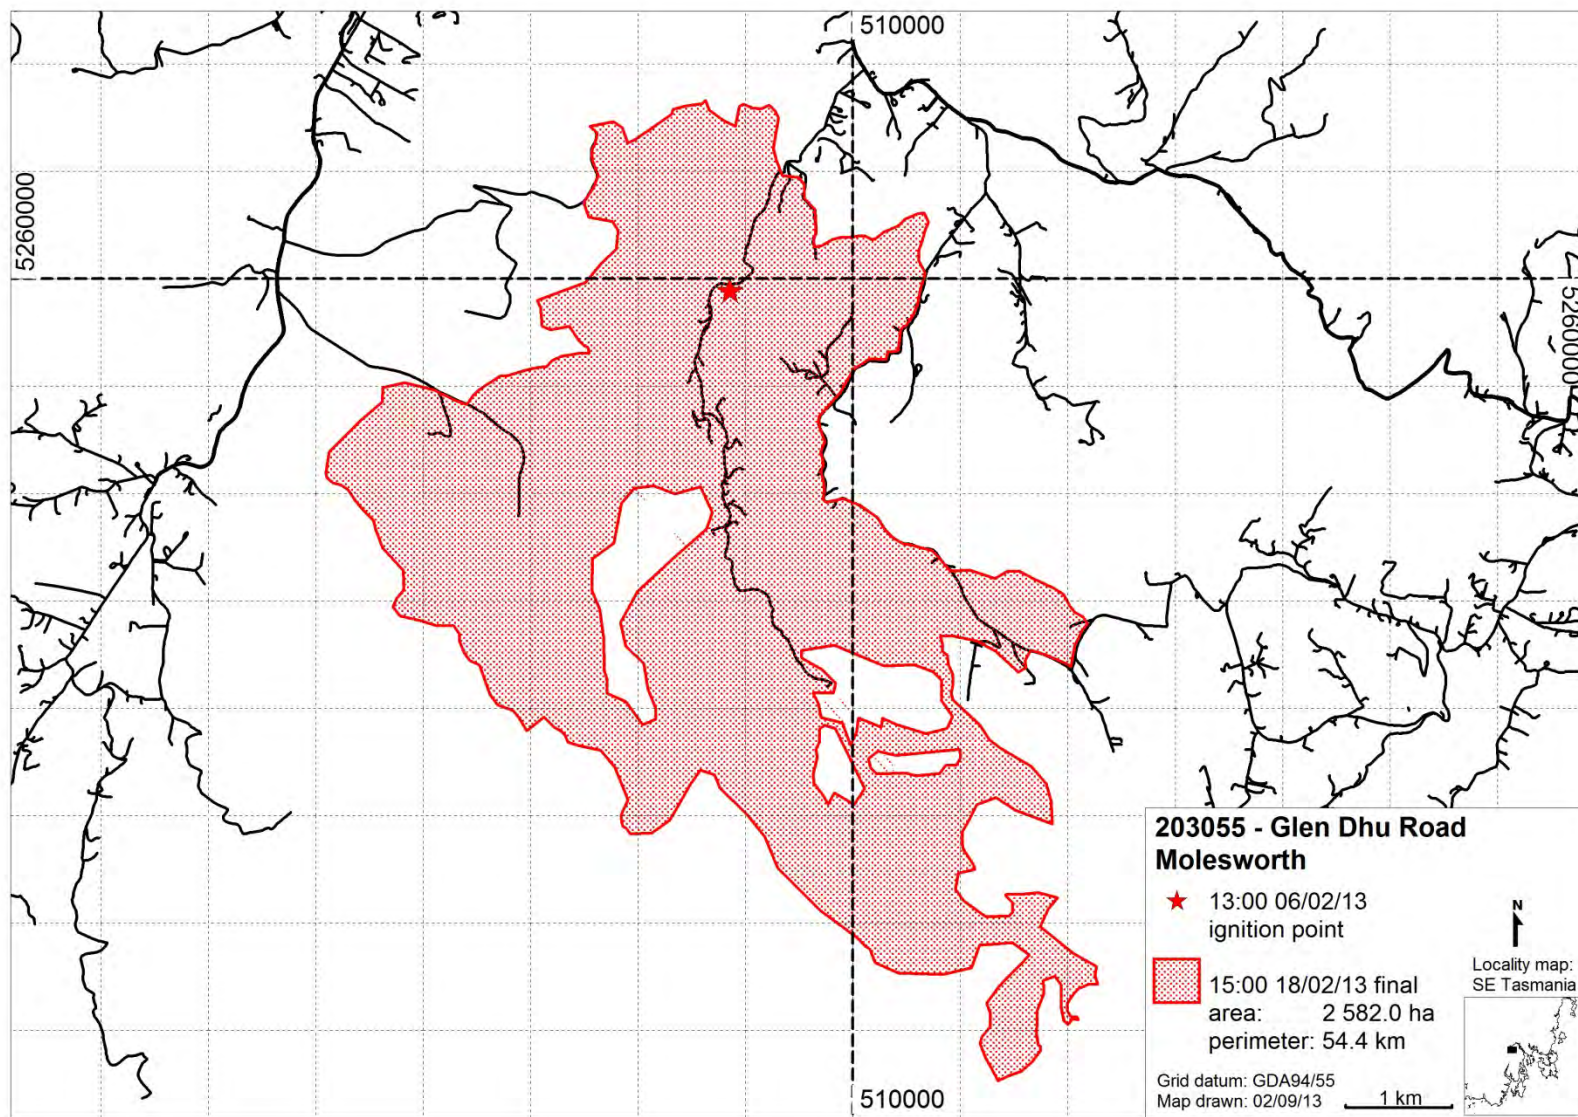 510000
5260000
5260000
203055 - Glen Dhu Road
Molesworth
13:00 06/02/13
ignition point
15:00 18/02/13 final
area: 2 582.0 ha
perimeter: 54.4 km
N
Locality map:
SE Tasmania
Grid datum: GDA94/55
Map drawn: 02/09/13
1 km
510000